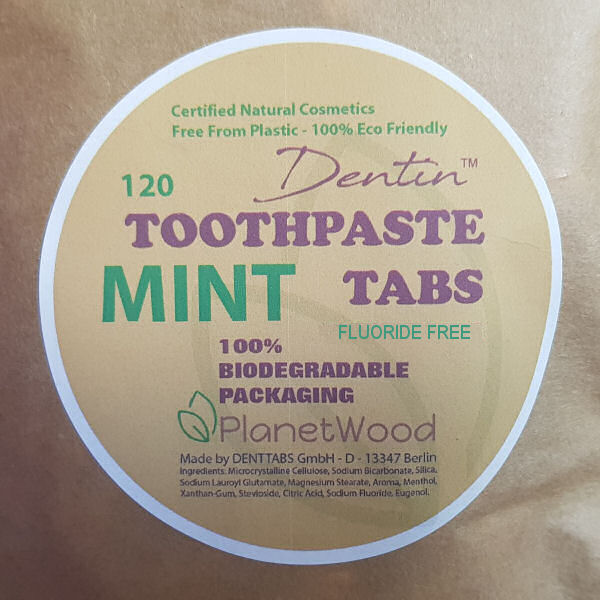 Certified Natural Cosmetics
Free From Plastic - 100% Eco Friendly
Dentin™
120
TOOTHPASTE
MINT TABS
FLUORIDE FREE
100%
BIODEGRADABLE
PACKAGING
PlanetWood
Made by DENTTABS GmbH - D - 13347 Berlin
Ingredients: Microcrystalline Cellulose, Sodium Bicarbonate, Silica,
Sodium Lauroyl Glutamate, Magnesium Stearate, Aroma, Menthol,
Xanthan-Gum, Stevioside, Citric Acid, Sodium Fluoride, Eugenol.